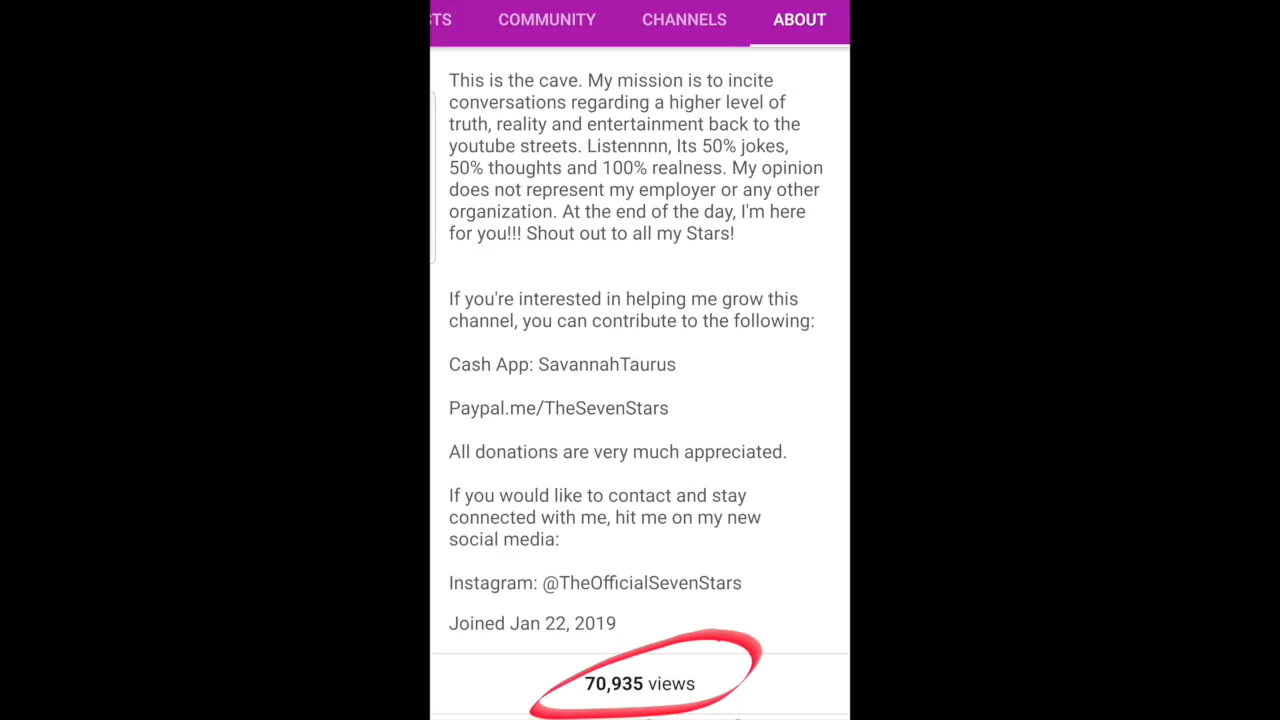 CTS COMMUNITY CHANNELS ABOUT
This is the cave. My mission is to incite
conversations regarding a higher level of
truth, reality and entertainment back to the
youtube streets. Listennnn, Its 50% jokes,
50% thoughts and 100% realness. My opinion
does not represent my employer or any other
organization. At the end of the day, I'm here
for you!!! Shout out to all my Stars!
If you're interested in helping me grow this
channel, you can contribute to the following:
Cash App: SavannahTaurus
Paypal.me/TheSevenStars
All donations are very much appreciated.
If you would like to contact and stay
connected with me, hit me on my new
social media:
Instagram: @TheOfficialSevenStars
Joined Jan 22, 2019
70,935 views